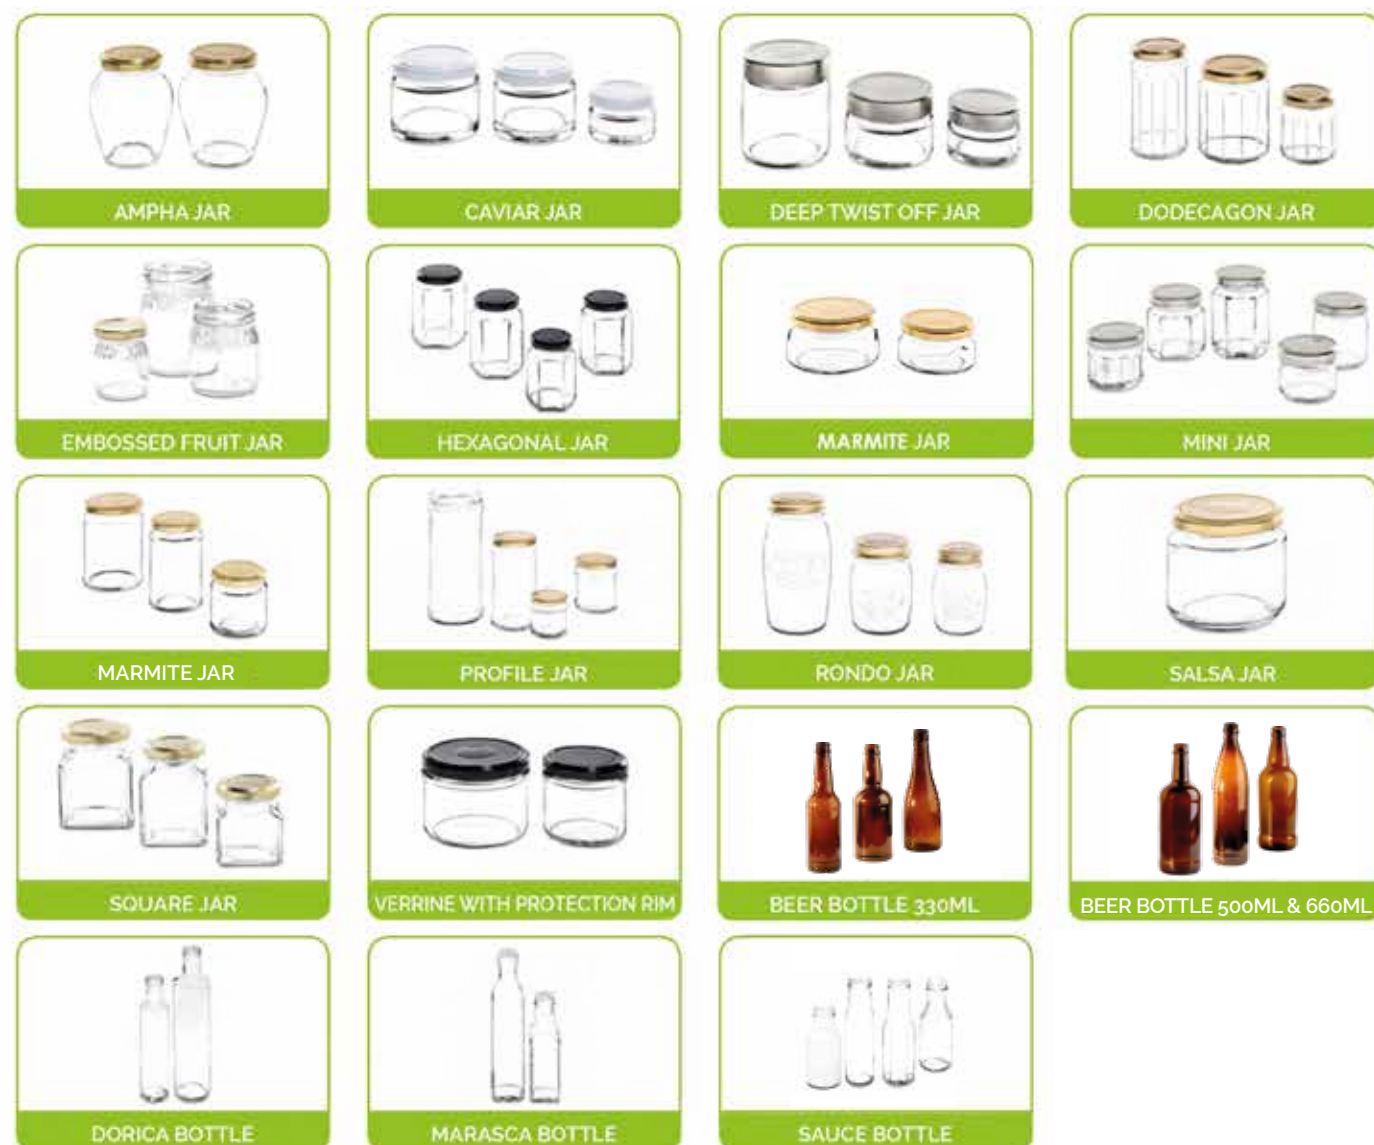 AMPHA JAR
CAVIAR JAR
DEEP TWIST OFF JAR
DODECAGON JAR
EMBOSSED FRUIT JAR
HEXAGONAL JAR
MARMITE JAR
MINI JAR
MARMITE JAR
PROFILE JAR
RONDO JAR
SALSA JAR
SQUARE JAR
VERRINE WITH PROTECTION RIM
BEER BOTTLE 330ML
BEER BOTTLE 500ML & 660ML
DORICA BOTTLE
MARASCA BOTTLE
SAUCE BOTTLE